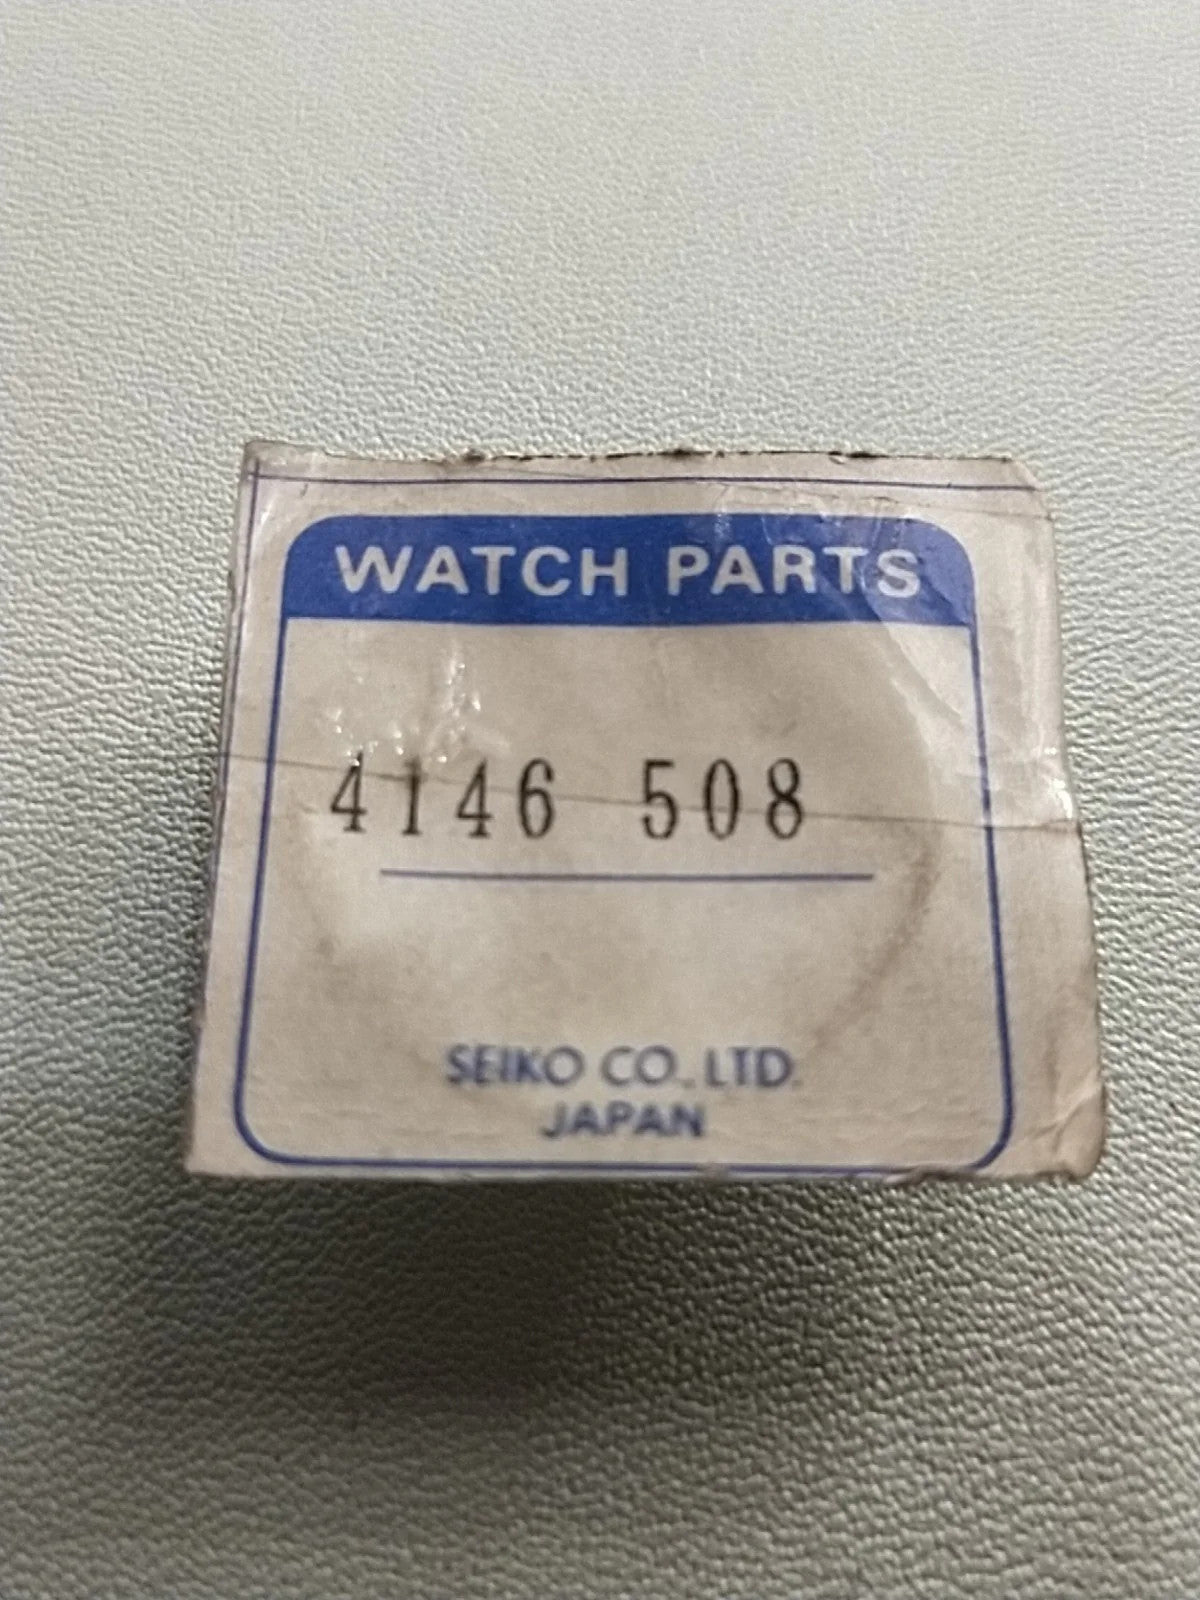 WATCH PARTS
4146 508
SEIKO CO., LTD.
JAPAN